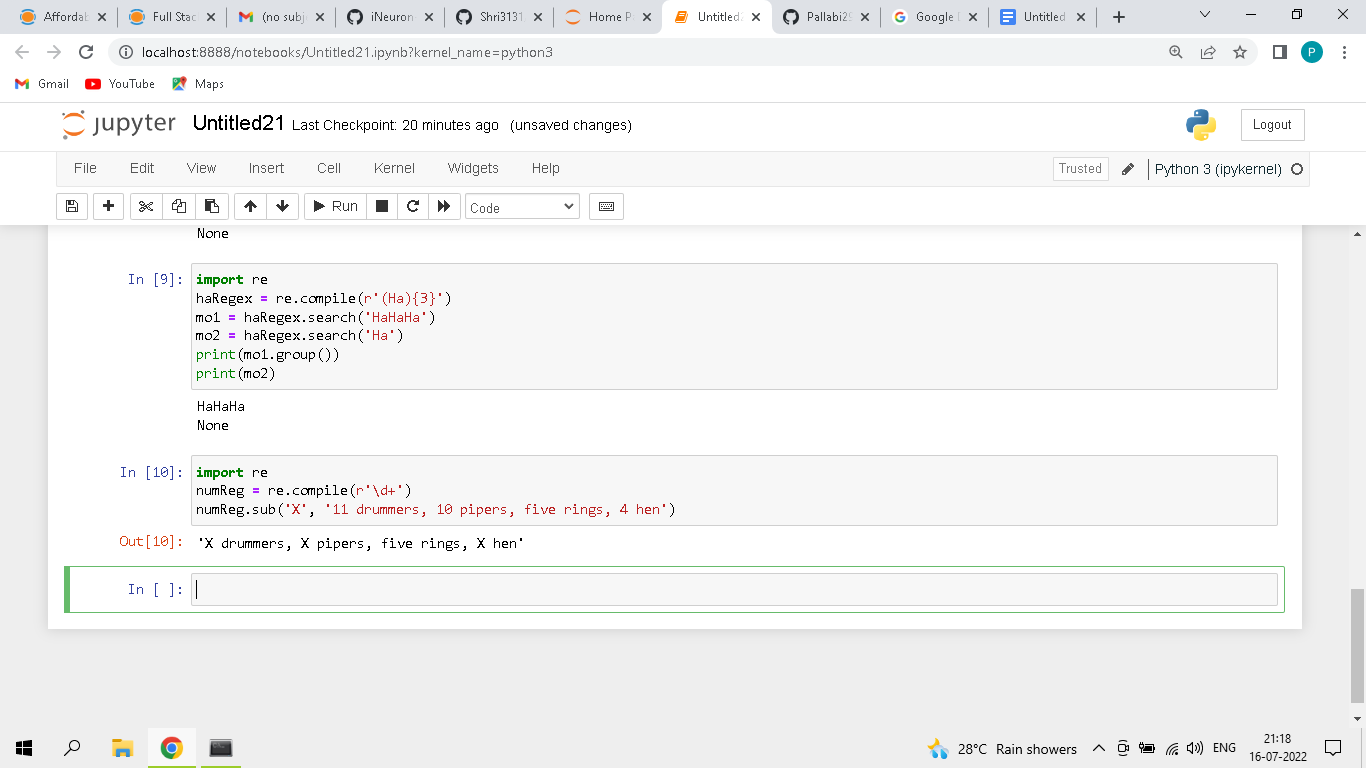 Affordab
Full Stac
(no subj
iNeuron
shri3131
Home P
Untitled
Pallabi29
Google
Untitled
localhost:8888/notebooks/Untitled21.ipynb?kernel_name=python3
P
Gmail YouTube Maps
jupyter Untitled21 Last Checkpoint: 20 minutes ago (unsaved changes)
Logout
File Edit View Insert Cell Kernel Widgets Help
Trusted Python 3 (ipykernel)
Run Code
None
In [9]: import re
haRegex = re.compile(r'(Ha){3}')
mo1 = haRegex.search('HaHaHa')
mo2 = haRegex.search('Ha')
print(mo1.group())
print(mo2)
HaHaHa
None
In [10]: import re
numReg = re.compile(r'\d+')
numReg.sub('X', '11 drummers, 10 pipers, five rings, 4 hen')
Out[10]: 'X drummers, X pipers, five rings, X hen'
In [ ]:
28°C Rain showers
ENG
21:18
16-07-2022